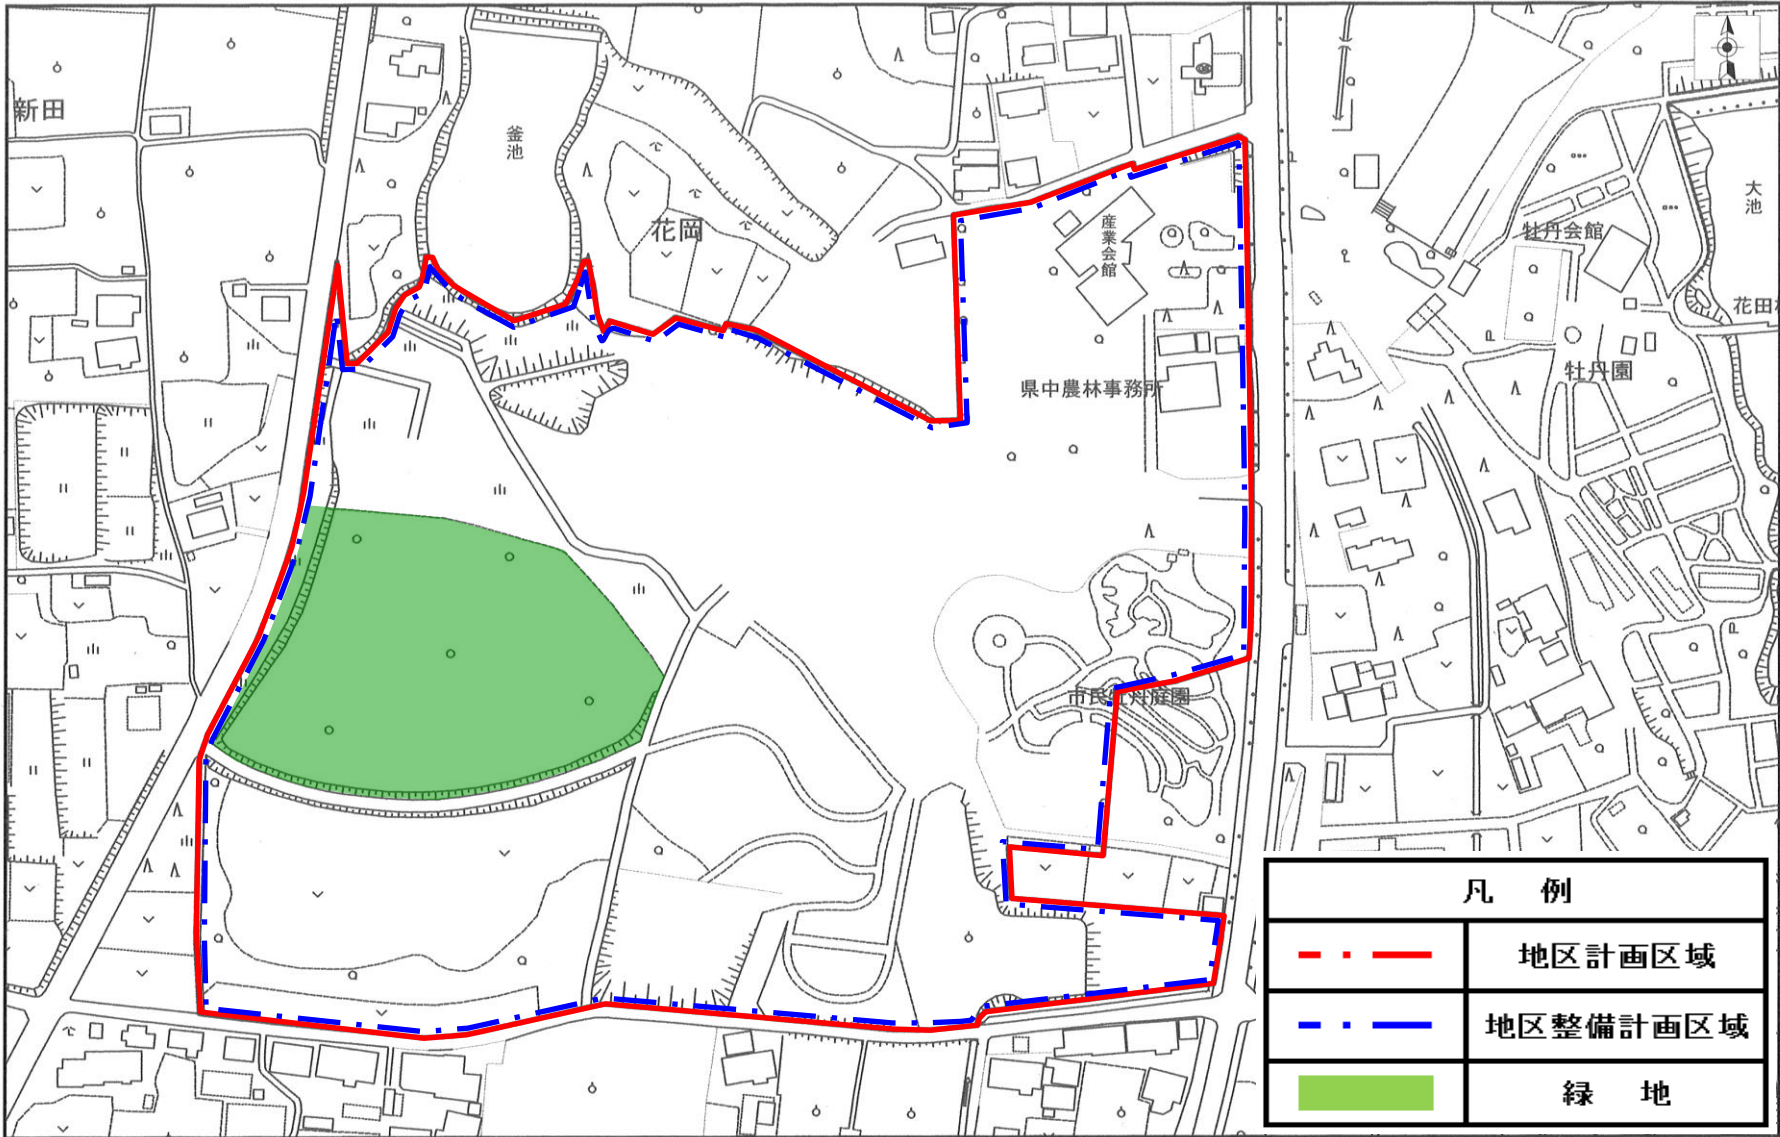 新田
釜池
花岡
産業会館
県中農林事務所
市民牡丹庭園
牡丹会館
大池
花田
牡丹園
凡 例
地区計画区域
地区整備計画区域
緑 地